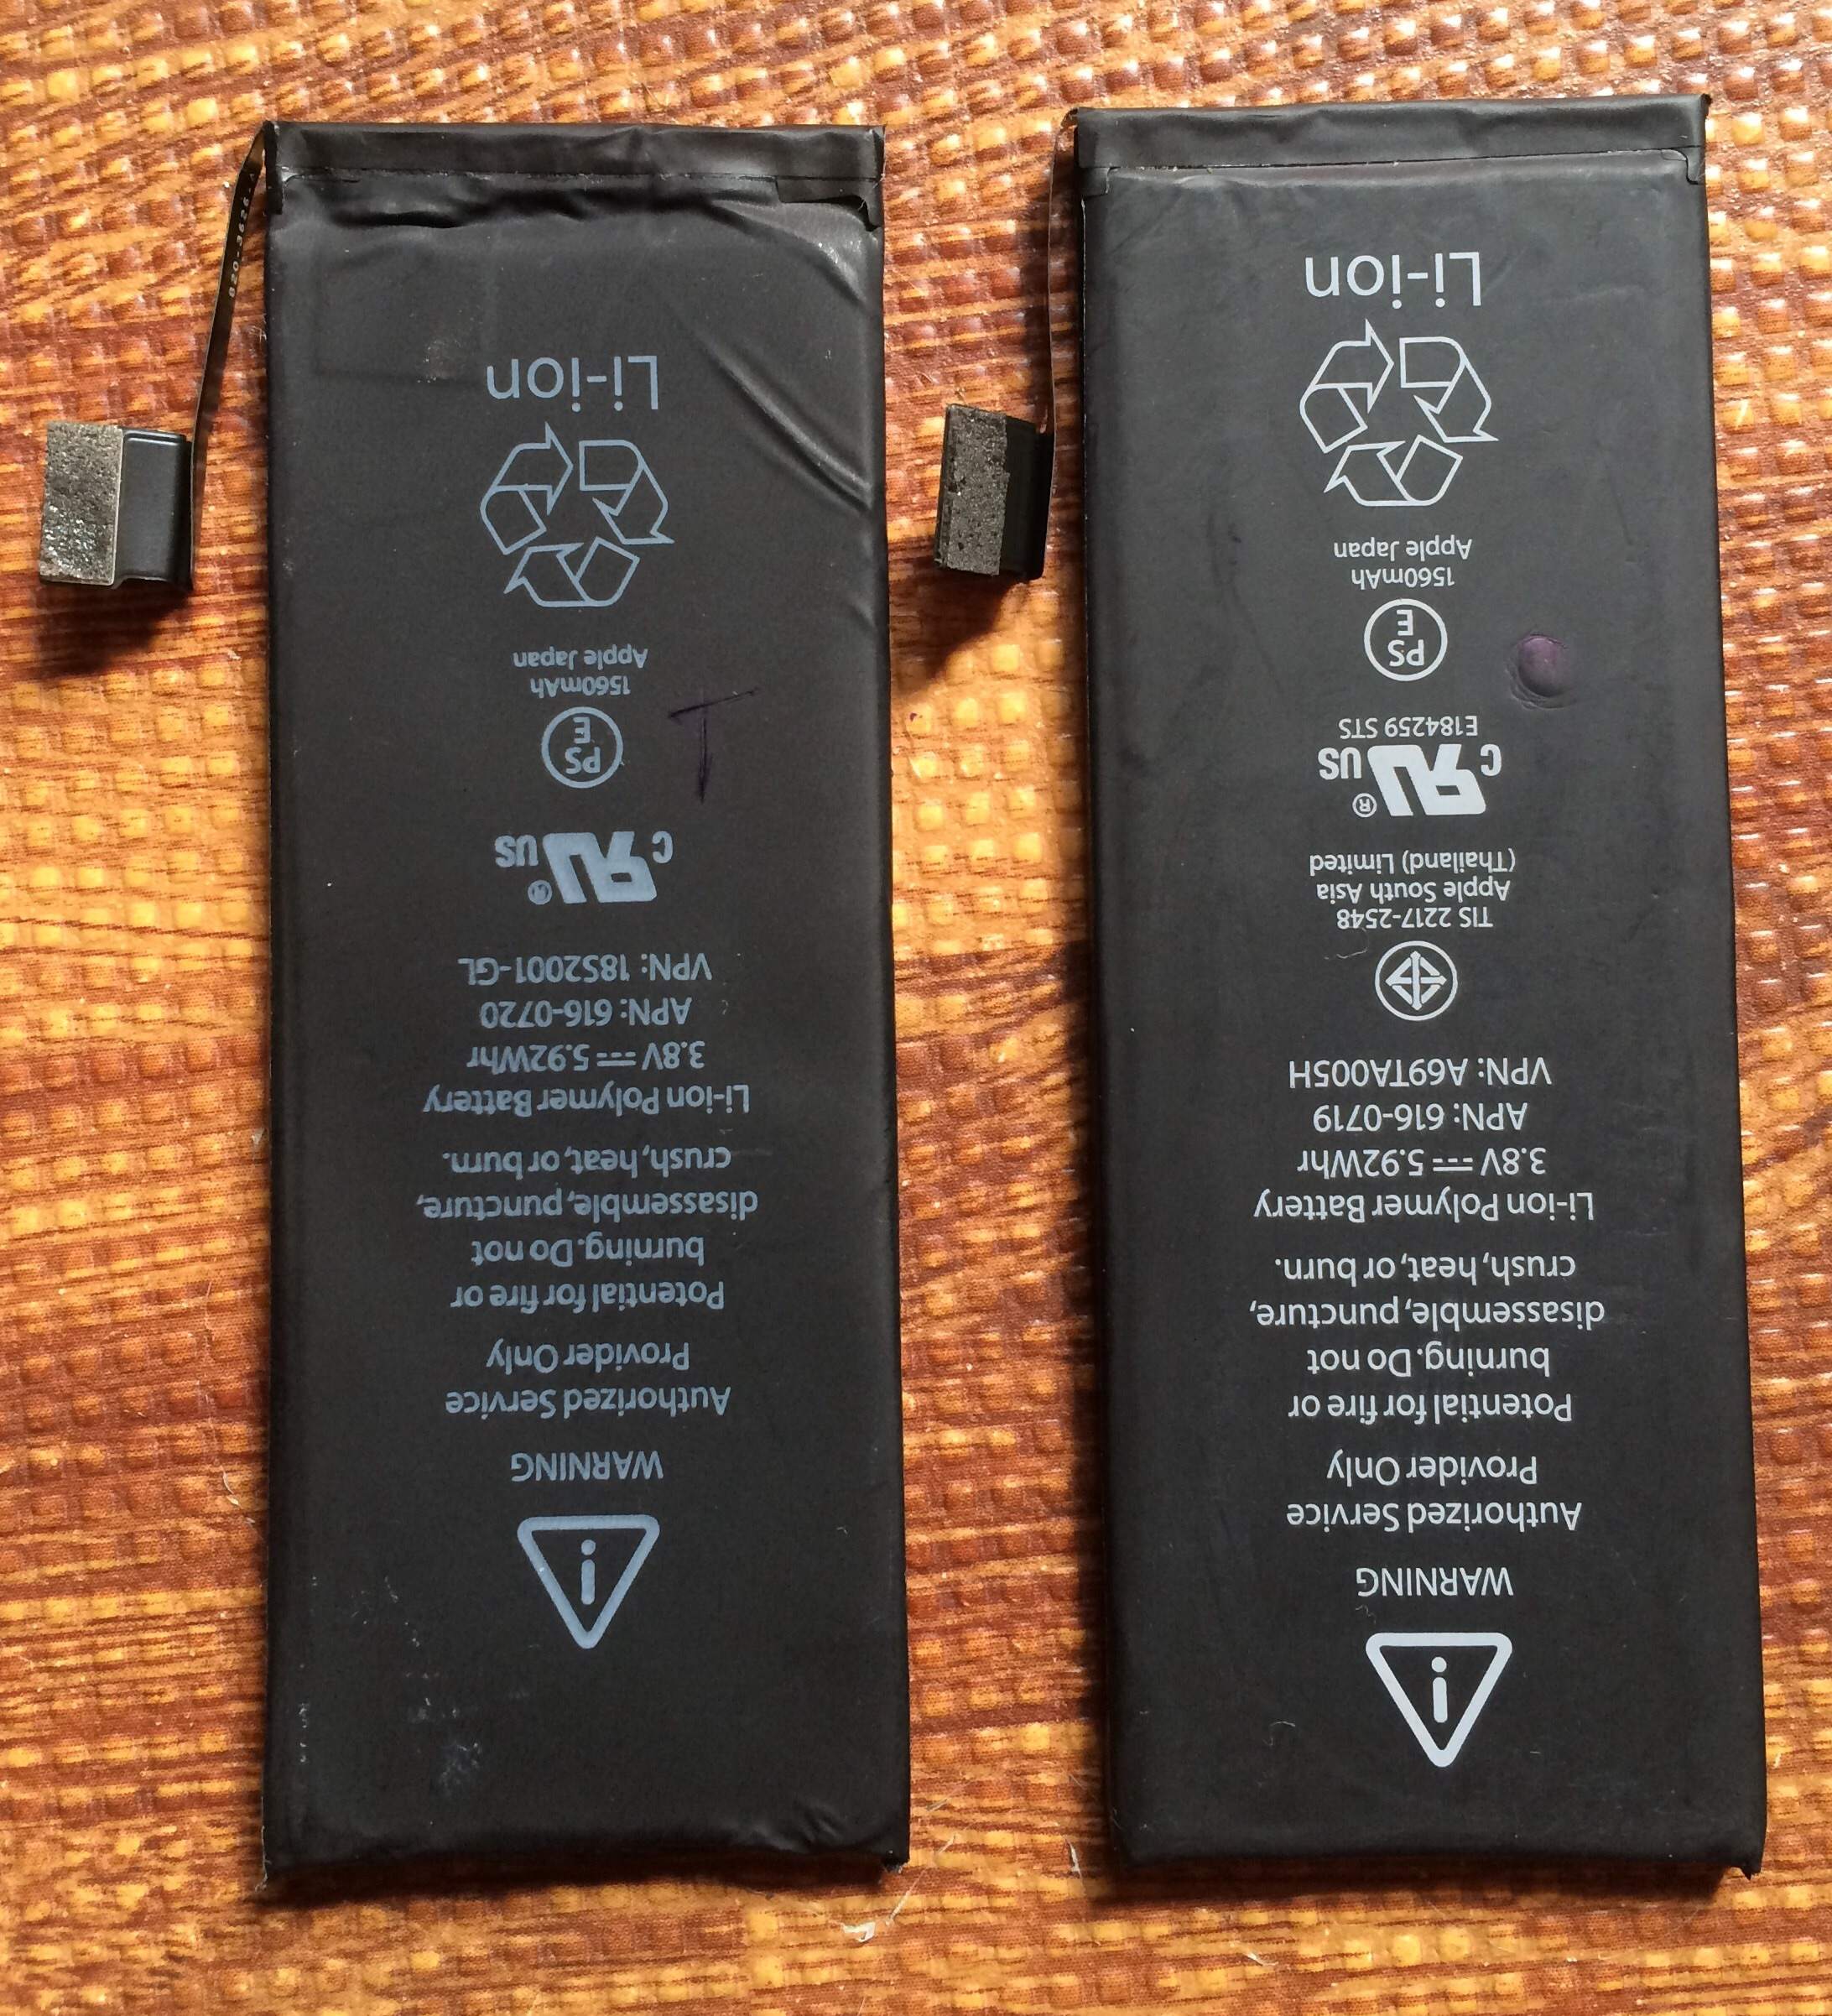 WARNING
Authorized Service
Provider Only
Potential for fire or
burning. Do not
disassemble, puncture,
crush, heat, or burn.
Li-ion Polymer Battery
3.8V 5.92Whr
APN: 616-0719
VPN: A69TA005H
TIS 2217-2548
Apple South Asia
(Thailand) Limited
c RU US ®
E184259 STS
PS
E
1560mAh
Apple Japan
Li-ion
WARNING
Authorized Service
Provider Only
Potential for fire or
burning. Do not
disassemble, puncture,
crush, heat, or burn.
Li-ion Polymer Battery
3.8V 5.92Whr
APN: 616-0720
VPN: 18S2001-GL
c RU US ®
PS
E
T
1560mAh
Apple Japan
Li-ion